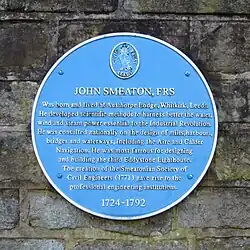 JOHN SMEATON, FRS
Was born and lived at Austhorpe Lodge, Whitkirk, Leeds.
He developed scientific methods to harness better the water,
wind and steam power essential to the Industrial Revolution.
He was consulted nationally on the design of mills, harbours,
bridges and waterways, including the Aire and Calder
Navigation. He was most famous for designing
and building the third Eddystone Lighthouse.
The creation of the Smeatonian Society of
Civil Engineers (1771) gave rise to the
professional engineering institutions.
1724-1792